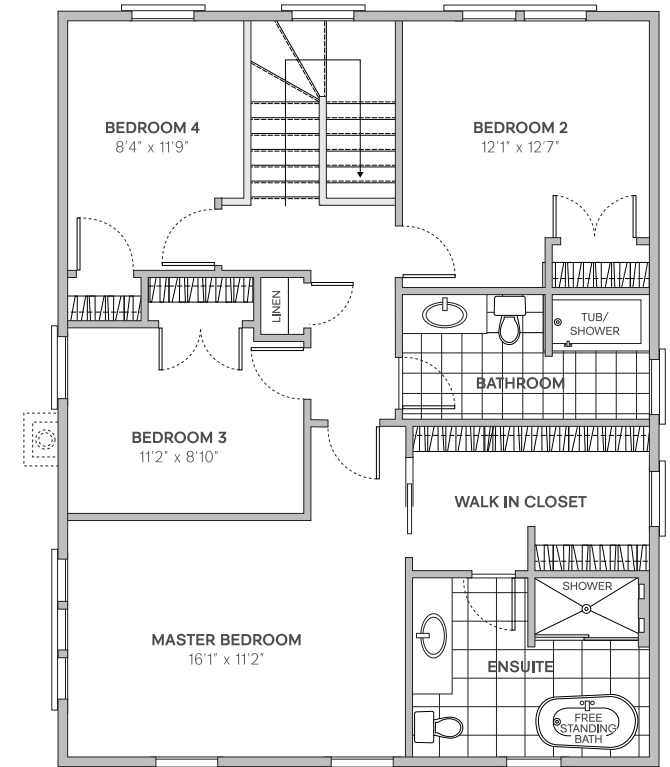 BEDROOM 4
8'4" x 11'9"
BEDROOM 2
12'1" x 12'7"
LINEN
TUB/
SHOWER
BATHROOM
BEDROOM 3
11'2" x 8'10"
WALK IN CLOSET
SHOWER
MASTER BEDROOM
16'1" x 11'2"
ENSUITE
FREE
STANDING
BATH